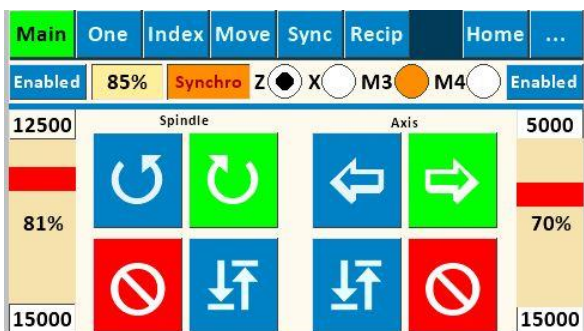 Main One Index Move Sync Recip Home ...
Enabled 85% Synchro Z X M3 M4 Enabled
12500 Spindle Axis 5000
81% 70%
15000 15000